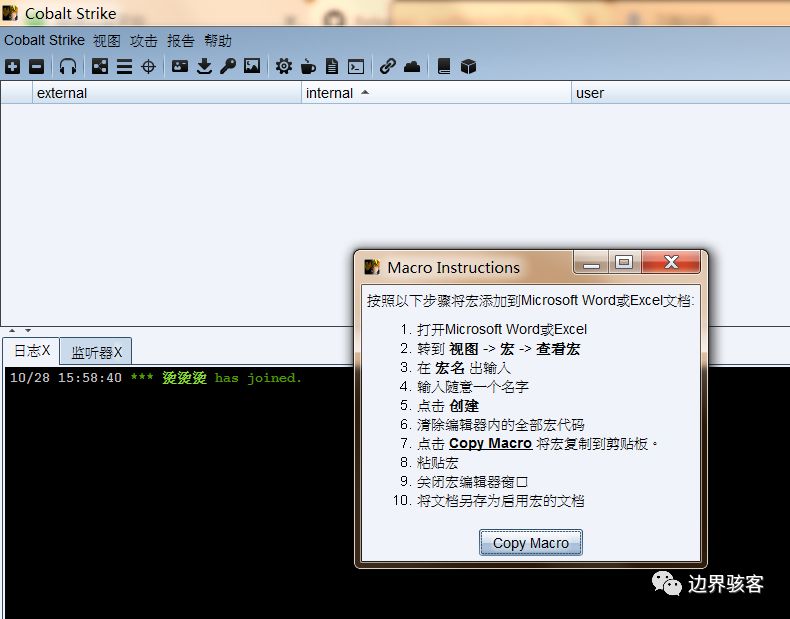 Cobalt Strike
Cobalt Strike 视图 攻击 报告 帮助
external internal user
Macro Instructions
按照以下步骤将宏添加到Microsoft Word或Excel文档:
1. 打开Microsoft Word或Excel
2. 转到 视图 -> 宏 -> 查看宏
3. 在 宏名 出输入
4. 输入随意一个名字
5. 点击 创建
6. 清除编辑器内的全部宏代码
7. 点击 Copy Macro 将宏复制到剪贴板。
8. 粘贴宏
9. 关闭宏编辑器窗口
10. 将文档另存为启用宏的文档
Copy Macro
日志X 监听器X
10/28 15:58:40 *** 烫烫烫 has joined.
边界骇客